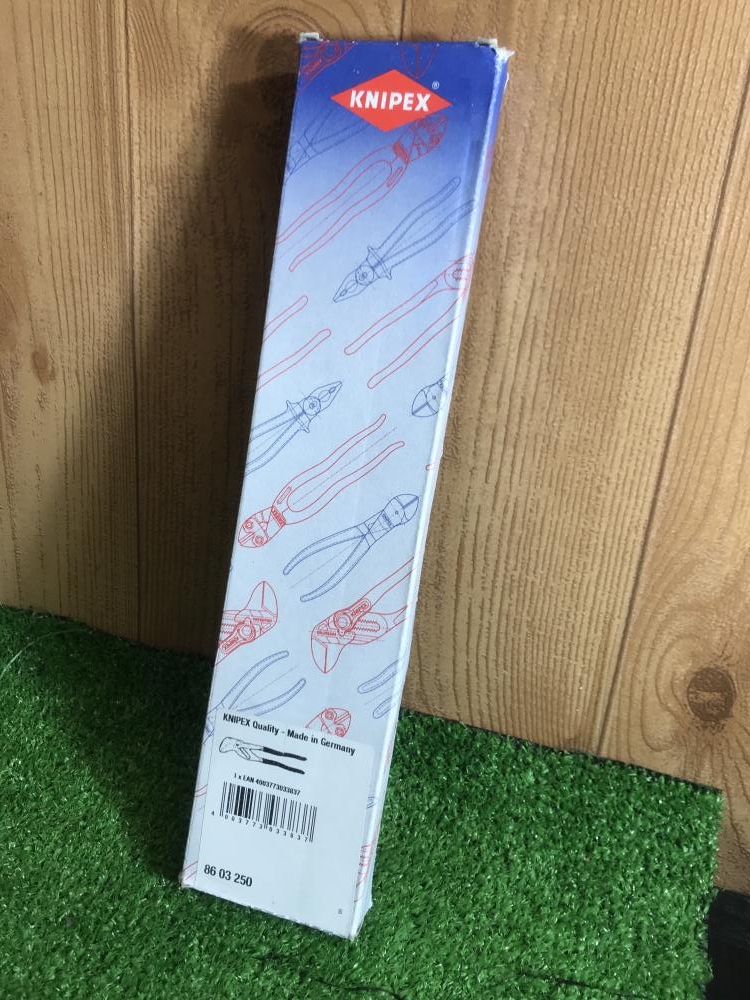 KNIPEX®
KNIPEX Quality - Made in Germany
1 x EAN 4003773033837
4 003773 033837
86 03 250